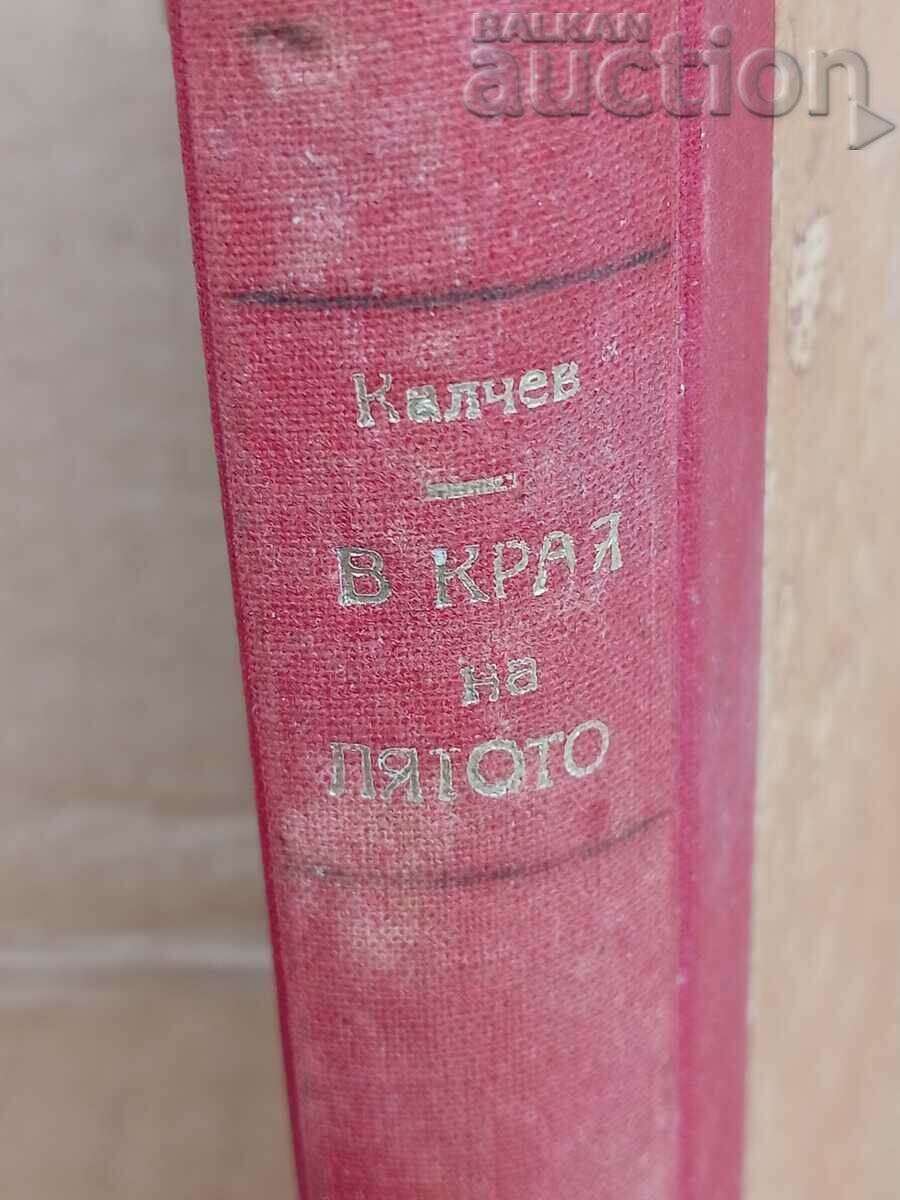 BALKAN
auction
Калчев
В КРАЯ
на
ЛЯТОТО